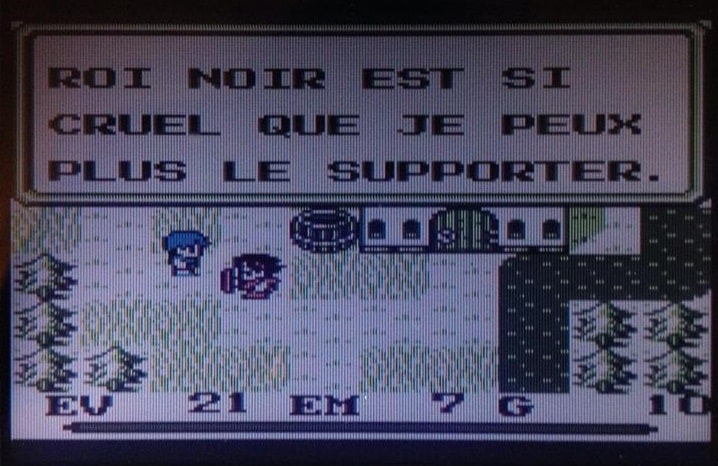 ROI NOIR EST SI
CRUEL QUE JE PEUX
PLUS LE SUPPORTER.
S
EV 21 EM 7 G 10